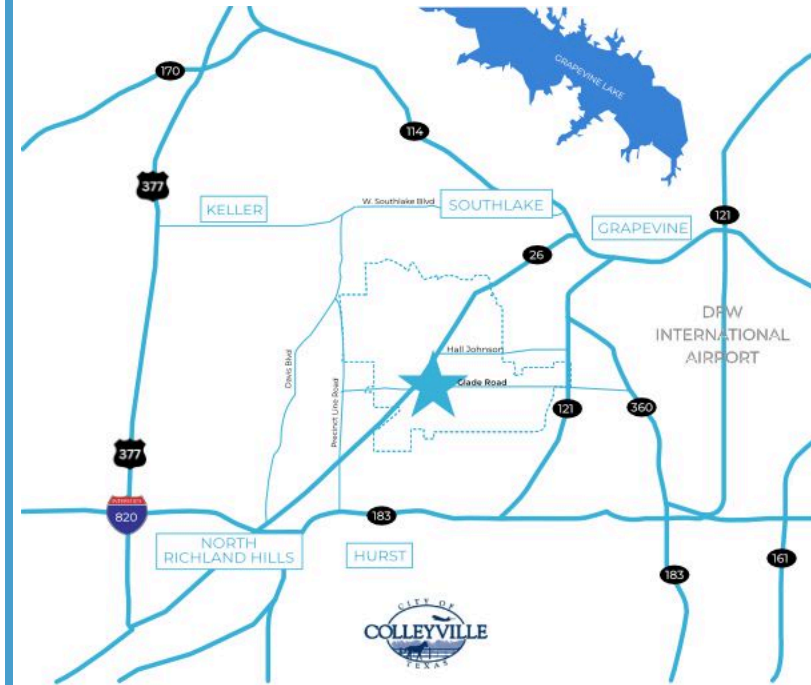 GRAPEVINE LAKE
170
114
377
KELLER
W. Southlake Blvd
SOUTHLAKE
121
GRAPEVINE
26
DFW
INTERNATIONAL
AIRPORT
Hall Johnson
Davis Blvd
Precinct Line Road
Glade Road
121
360
377
820
183
NORTH
RICHLAND HILLS
HURST
161
183
CITY OF
COLLEYVILLE
TEXAS